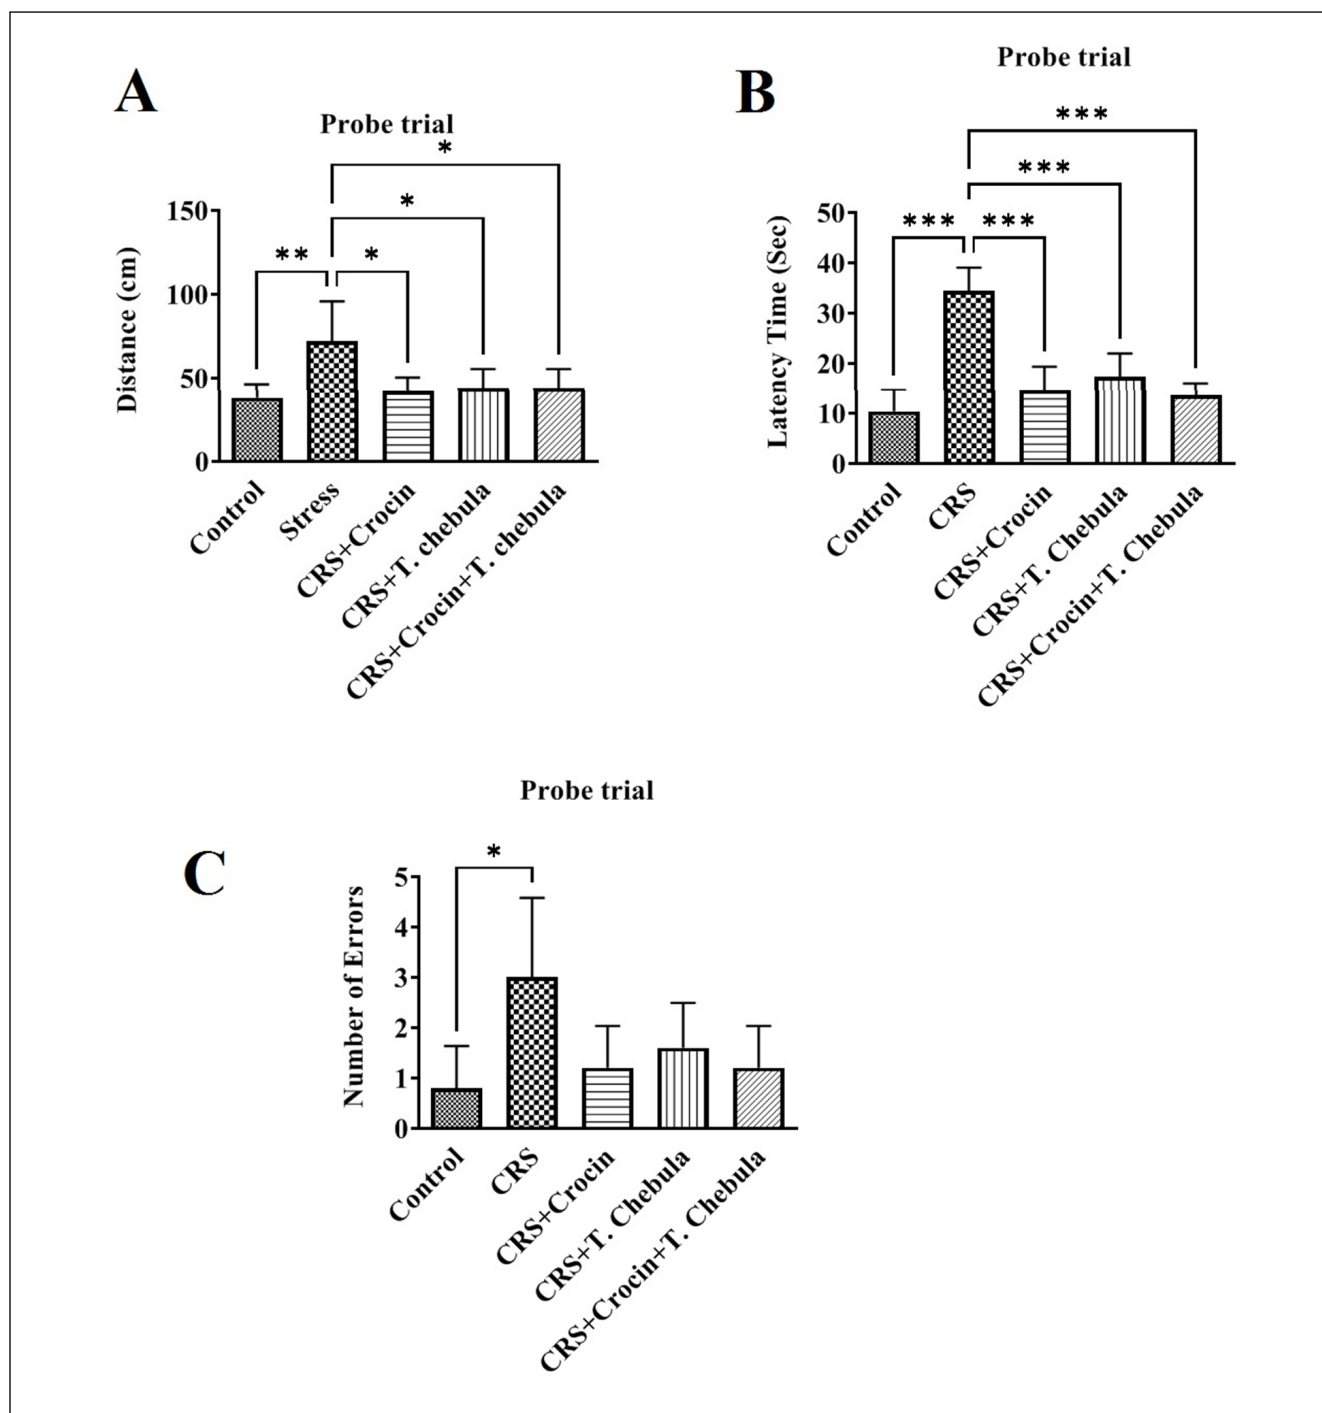 A
Probe trial
*
*
** *
150
100
50
0
Distance (cm)
Control
Stress
CRS+Crocin
CRS+T. chebula
CRS+Crocin+T. chebula
B
Probe trial
***
***
*** ***
50
40
30
20
10
0
Latency Time (Sec)
Control
CRS
CRS+Crocin
CRS+T. Chebula
CRS+Crocin+T. Chebula
C
Probe trial
*
5
4
3
2
1
0
Number of Errors
Control
CRS
CRS+Crocin
CRS+T. Chebula
CRS+Crocin+T. Chebula